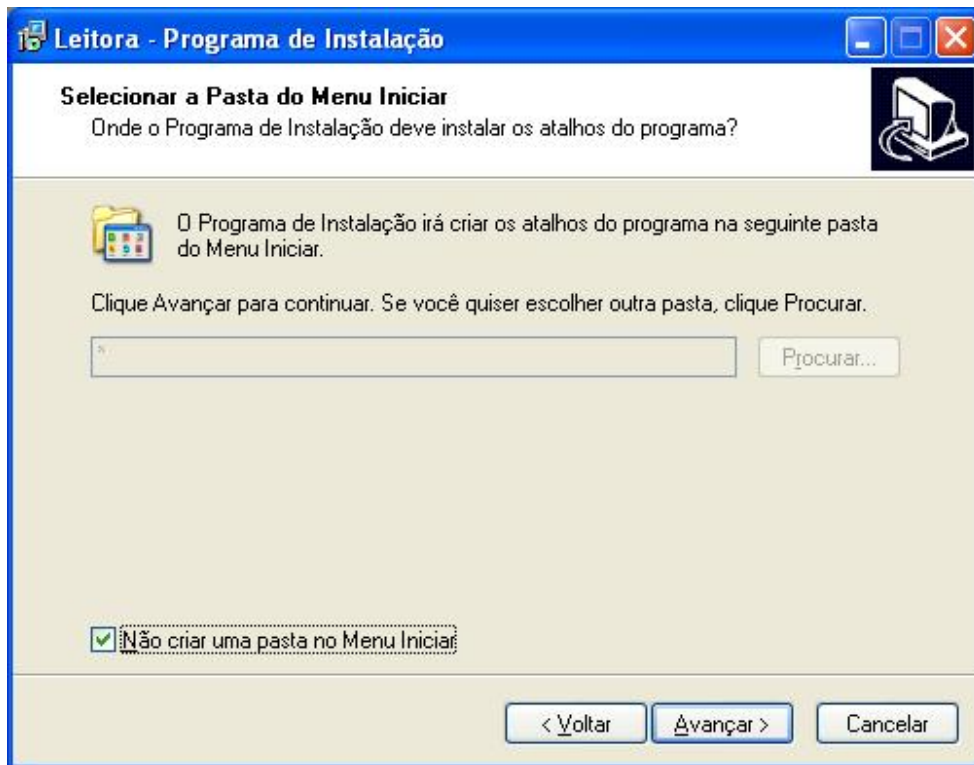 Leitora - Programa de Instalação
Selecionar a Pasta do Menu Iniciar
Onde o Programa de Instalação deve instalar os atalhos do programa?
O Programa de Instalação irá criar os atalhos do programa na seguinte pasta
do Menu Iniciar.
Clique Avançar para continuar. Se você quiser escolher outra pasta, clique Procurar.
Procurar...
Não criar uma pasta no Menu Iniciar
< Voltar Avançar > Cancelar